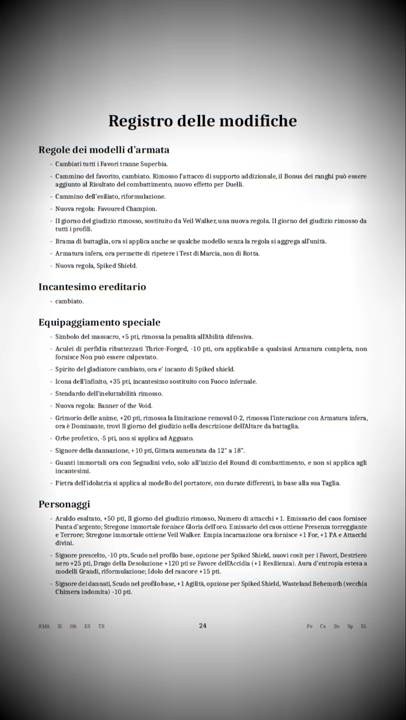 Registro delle modifiche
Regole dei modelli d'armata
- Cambiati tutti i Favori tranne Superbia.
- Cammino del favorito, cambiato. Rimosso l'attacco di supporto addizionale, il Bonus dei ranghi può essere
aggiunto al Risultato del combattimento, nuovo effetto per Duelli.
- Cammino dell'esiliato, riformulazione.
- Nuova regola: Favoured Champion.
- Il giorno del giudizio rimosso, sostituito da Veil Walker, una nuova regola. Il giorno del giudizio rimosso da
tutti i profili.
- Brama di battaglia, ora si applica anche se qualche modello senza la regola si aggrega all'unità.
- Armatura infera, ora permette di ripetere i Test di Marcia, non di Rotta.
- Nuova regola, Spiked Shield.
Incantesimo ereditario
- cambiato.
Equipaggiamento speciale
- Simbolo del massacro, +5 pti, rimossa la penalità all'Abilità difensiva.
- Aculei di perfidia ribattezzati Thrice-Forged, -10 pti, ora applicabile a qualsiasi Armatura completa, non
fornisce Non può essere calpestato.
- Spirito del gladiatore cambiato, ora e' incanto di Spiked shield.
- Icona dell'infinito, +35 pti, incantesimo sostituito con Fuoco infernale.
- Stendardo dell'ineluttabilità rimosso.
- Nuova regola: Banner of the Void.
- Grimorio delle anime, +20 pti, rimossa la limitazione removal 0-2, rimossa l'interazione con Armatura infera,
ora è Dominante, trovi Il giorno del giudizio nella descrizione dell'Altare da battaglia.
- Orbe profetico, -5 pti, non si applica ad Agguato.
- Signore della dannazione, +10 pti, Gittata aumentata da 12" a 18".
- Guanti immortali ora con Segnalini velo, solo all'inizio del Round di combattimento, e non si applica agli
incantesimi.
- Pietra dell'idolatria si applica al modello del portatore, con durate differenti, in base alla sua Taglia.
Personaggi
- Araldo esaltato, +50 pti, Il giorno del giudizio rimosso, Numero di attacchi +1. Emissario del caos fornisce
Punta d'argento; Stregone immortale fornisce Gloria dell'oro. Emissario del caos ottiene Presenza torreggiante
e Terrore; Stregone immortale ottiene Veil Walker. Empia incarnazione ora fornisce +1 For, +1 PA e Attacchi
divini.
- Signore prescelto, -10 pts, Scudo nel profilo base, opzione per Spiked Shield, nuovi costi per i Favori, Destriero
nero +25 pti, Drago della Desolazione +120 pti se Favore dell'Accidia (+1 Resilienza). Aura d'entropia estesa a
modelli Grandi, riformulazione; Idolo del rancore +15 pti.
- Signore dei dannati, Scudo nel profilo base, +1 Agilità, opzione per Spiked Shield, Wasteland Behemoth (vecchia
Chimera indomita) -10 pti.
24